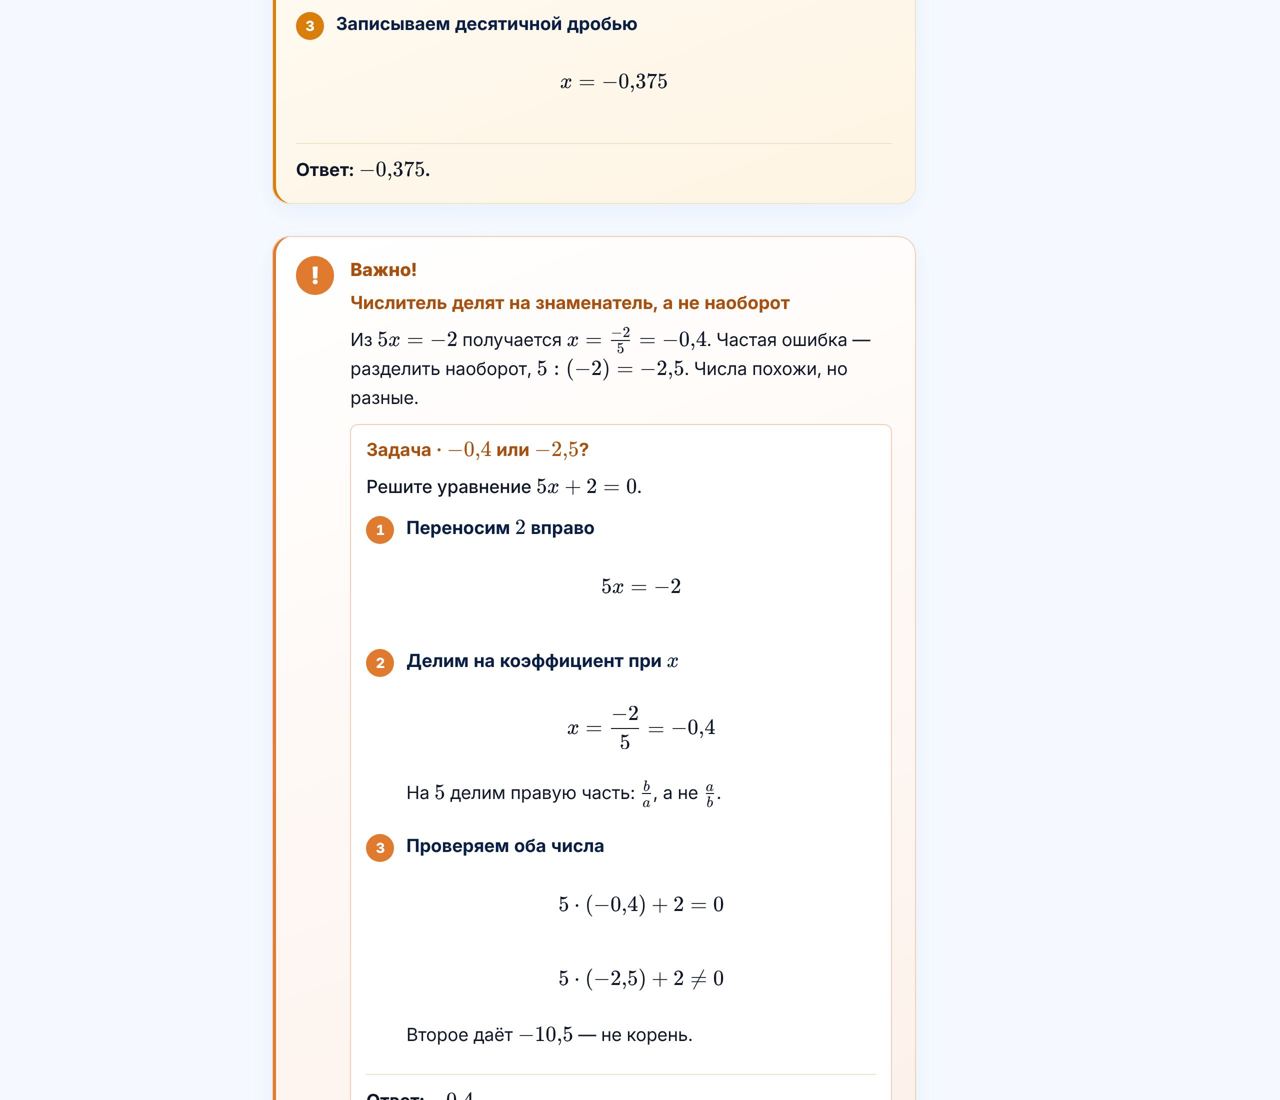 3 Записываем десятичной дробью
x = −0,375
Ответ: −0,375.
! Важно!
Числитель делят на знаменатель, а не наоборот
Из 5x = −2 получается x = −2/5 = −0,4. Частая ошибка —
разделить наоборот, 5 : (−2) = −2,5. Числа похожи, но
разные.
Задача · −0,4 или −2,5?
Решите уравнение 5x + 2 = 0.
1 Переносим 2 вправо
5x = −2
2 Делим на коэффициент при x
x = −2/5 = −0,4
На 5 делим правую часть: b/a, а не a/b.
3 Проверяем оба числа
5 · (−0,4) + 2 = 0
5 · (−2,5) + 2 ≠ 0
Второе даёт −10,5 — не корень.
Ответ: −0,4